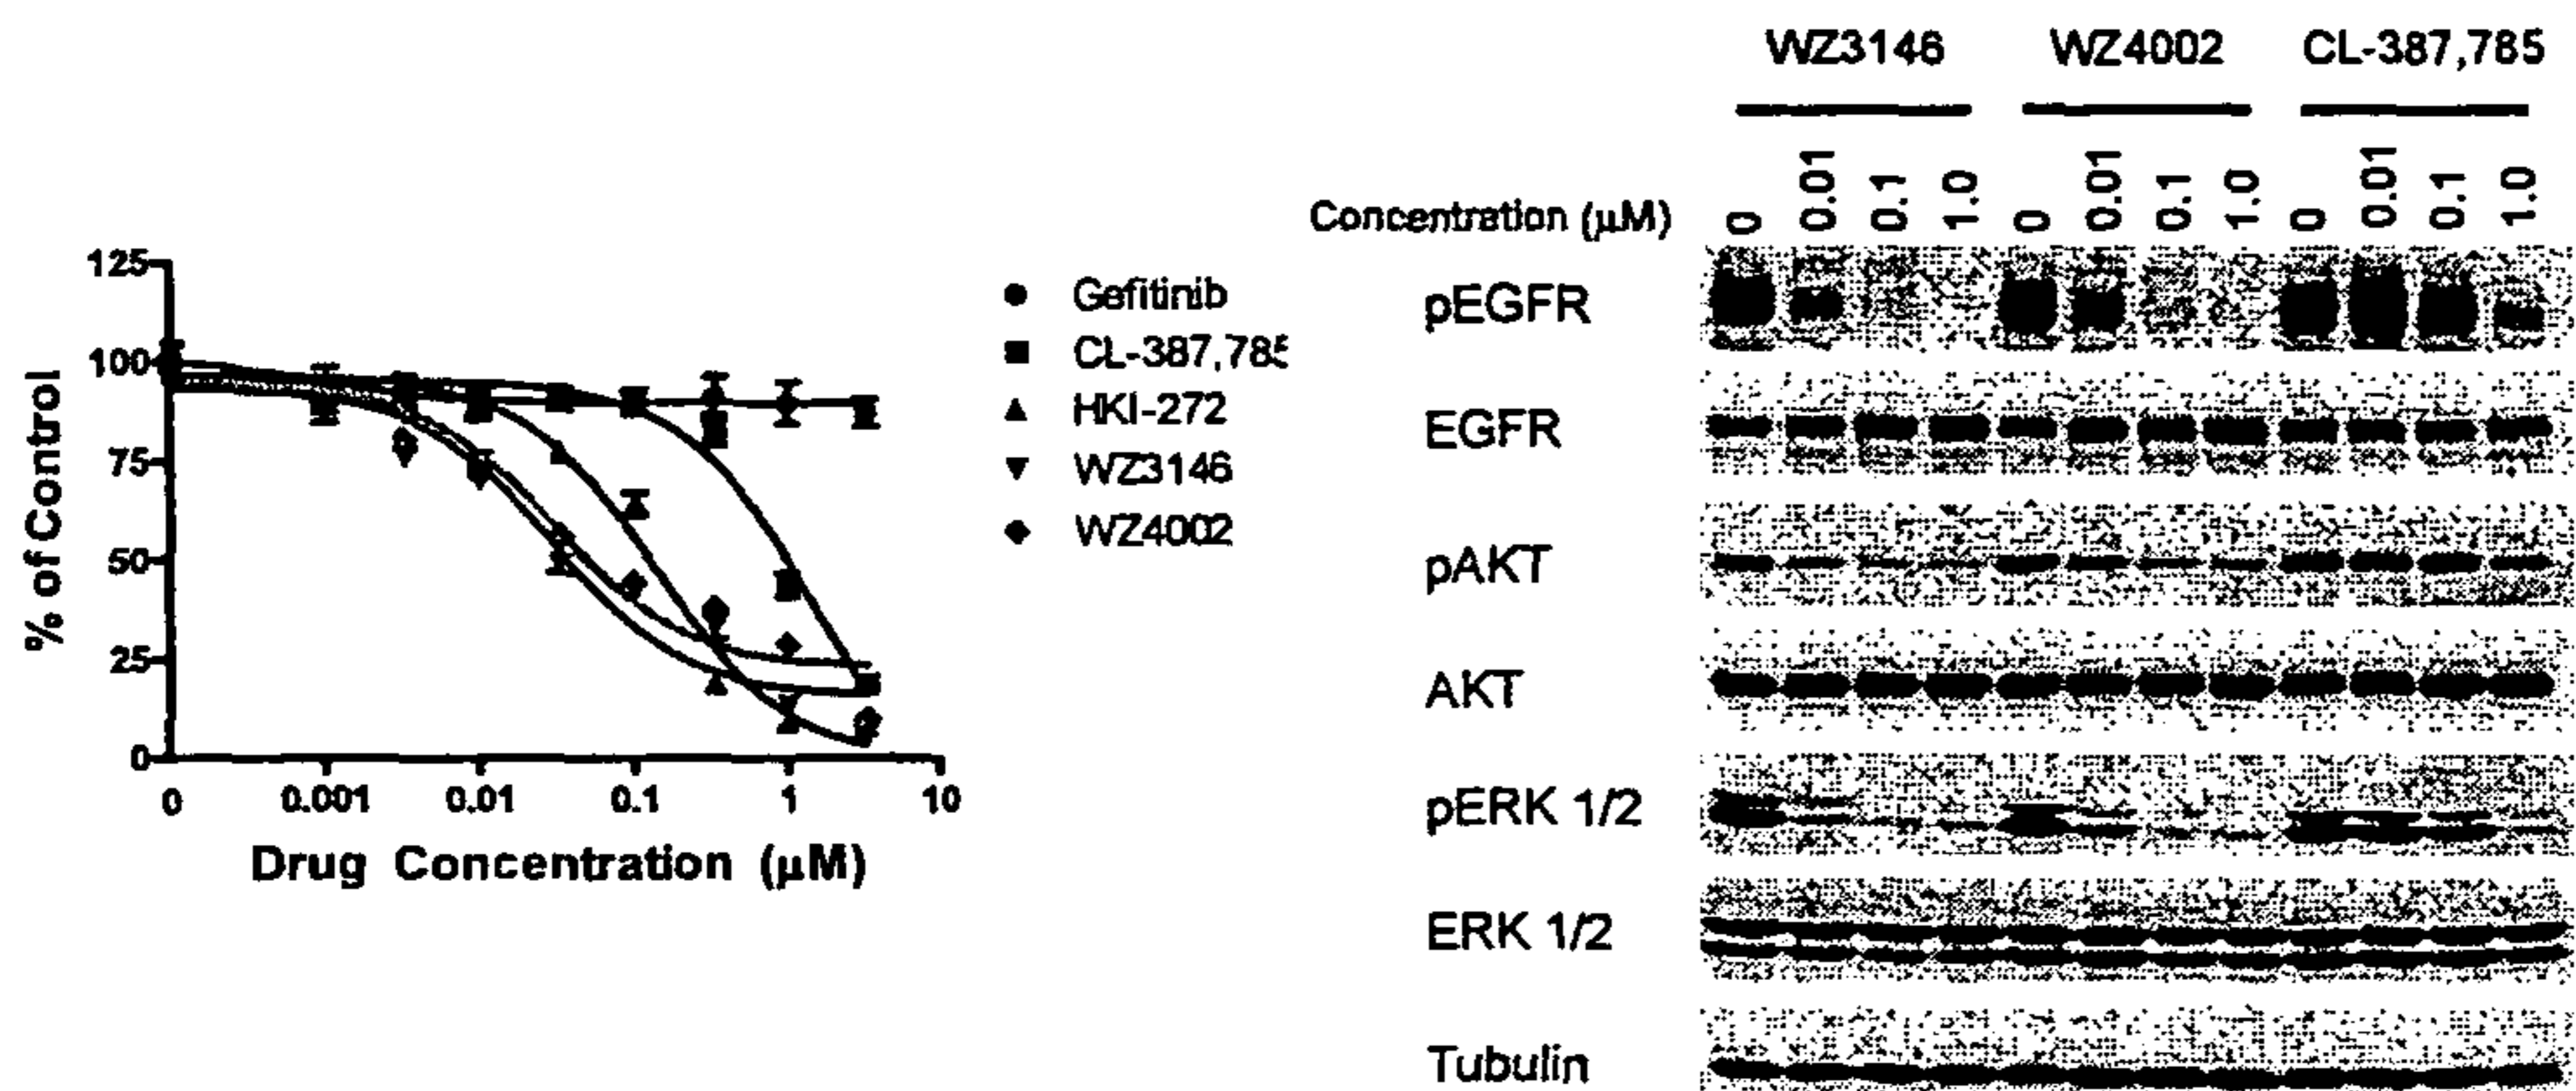 WZ3146 WZ4002 CL-387,785
Concentration (μM) 0 0.01 0.1 1.0 0 0.01 0.1 1.0 0 0.01 0.1 1.0
125
100
75
50
25
0
% of Control
0 0.001 0.01 0.1 1 10
Drug Concentration (μM)
Gefitinib
CL-387,785
HKI-272
WZ3146
WZ4002
pEGFR
EGFR
pAKT
AKT
pERK 1/2
ERK 1/2
Tubulin